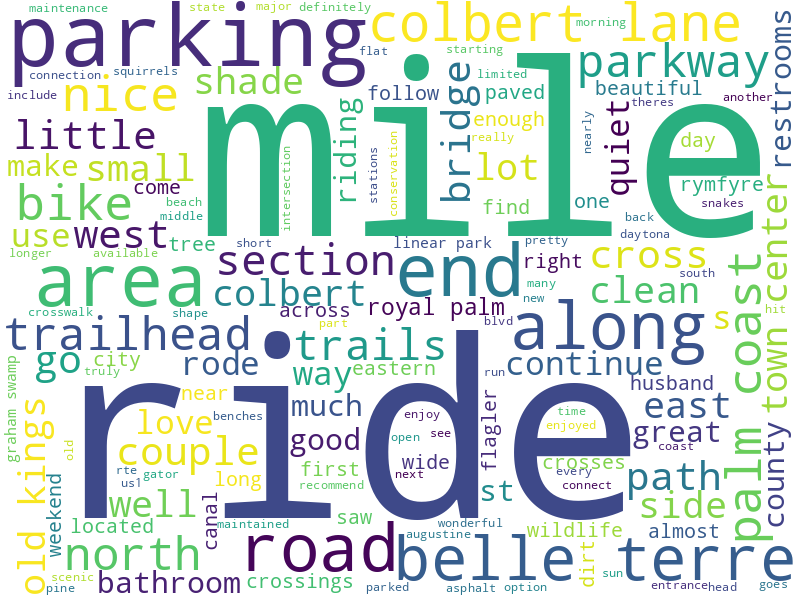 maintenance
state
major
definitely
morning
parking
colbert lane
connection
squirrels
flat
starting
parkway
include
nice
shade
follow
limited
paved
beautiful
theres
another
restrooms
mile
little
riding
bridge
enough
really
nearly
quiet
day
make
small
intersection
stations
conservation
lot
rymfyre
come
beach
find
one
snakes
bike
middle
back
use
west
tree
short
linear park
pretty
daytona
cross
longer
available
section
end
right
south
area
colbert
many
clean
town center
crosswalk
shape
across
royal palm
new
along
s
hit
trailhead
part
trails
blvd
palm coast
go
city
rode
way
eastern
run
continue
truly
near
much
husband
east
graham swamp
old kings
love
benches
enjoy
time
enjoyed
great
county
old
couple
good
open
see
flagler
crosses
coast
ride
rte
gator
first
wide
next
every
path
us1
long
recommend
connect
well
saw
st
side
weekend
located
canal
maintained
wonderful
wildlife
almost
north
road
augustine
belle terre
dirt
sun
scenic
pine
bathroom
crossings
parked
asphalt
option
entrance
head
goes